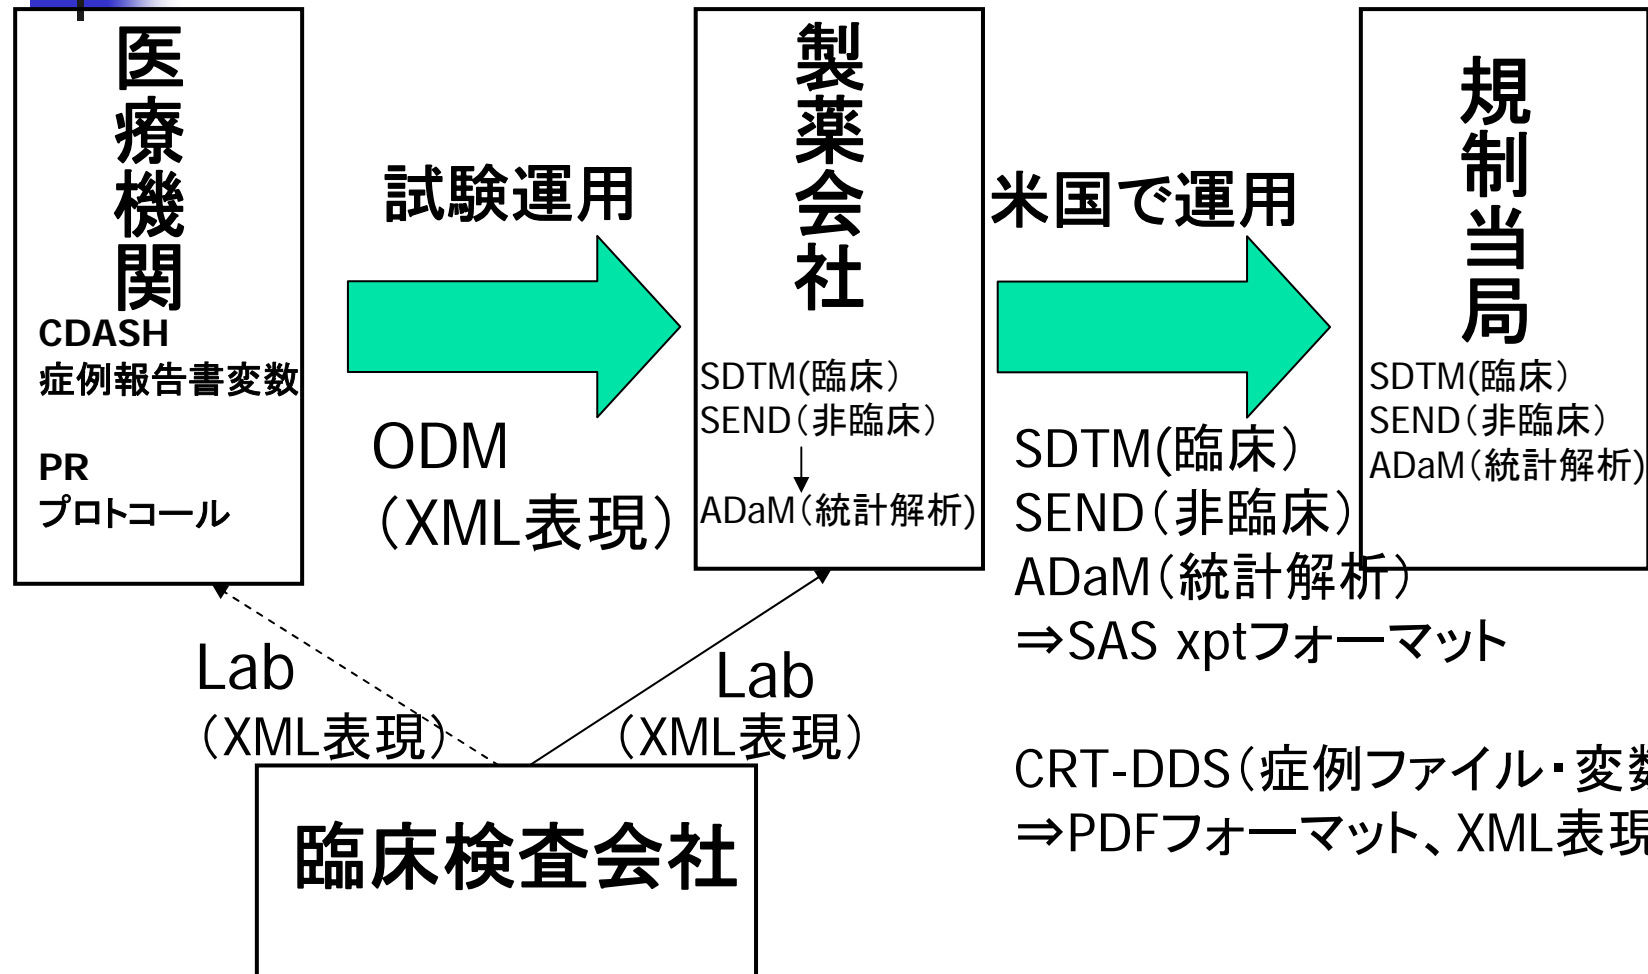 医療機関
CDASH
症例報告書変数
PR
プロトコール
試験運用
ODM
（XML表現）
製薬会社
SDTM(臨床）
SEND（非臨床）
ADaM（統計解析）
米国で運用
SDTM(臨床）
SEND（非臨床）
ADaM（統計解析）
⇒SAS xptフォーマット
CRT-DDS（症例ファイル・変数
⇒PDFフォーマット、XML表現
規制当局
SDTM(臨床）
SEND（非臨床）
ADaM（統計解析）
Lab
（XML表現）
Lab
（XML表現）
臨床検査会社